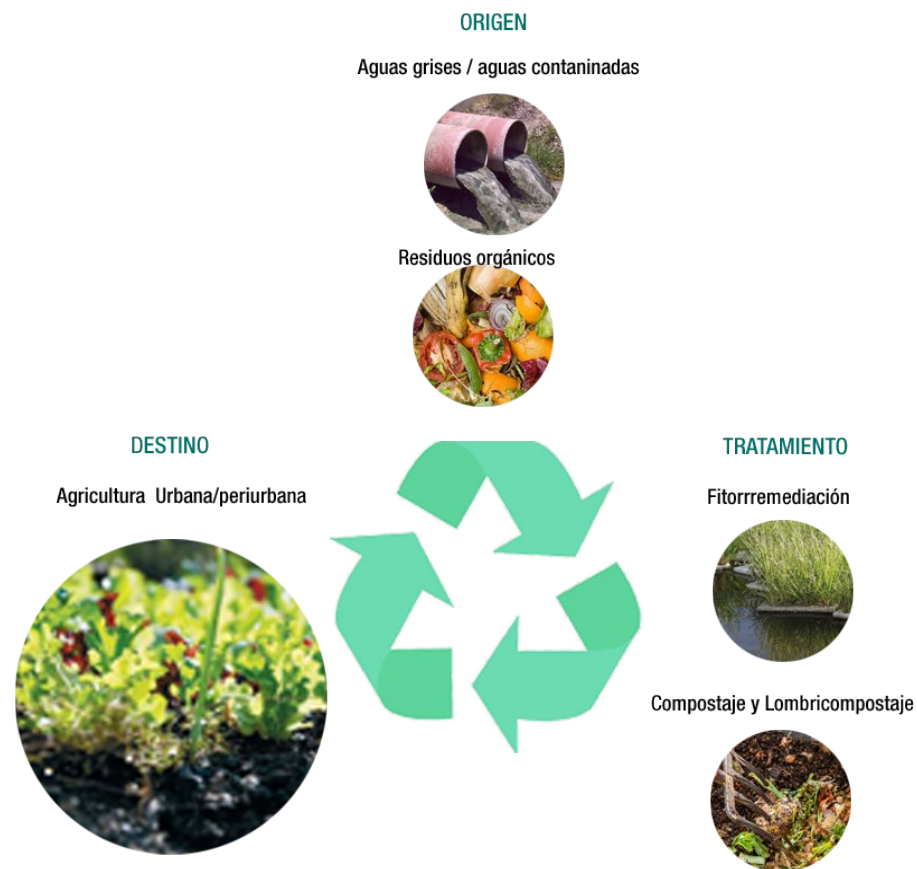 ORIGEN
Aguas grises / aguas contaninadas
Residuos orgánicos
DESTINO
Agricultura Urbana/periurbana
TRATAMIENTO
Fitorrremediación
Compostaje y Lombricompostaje